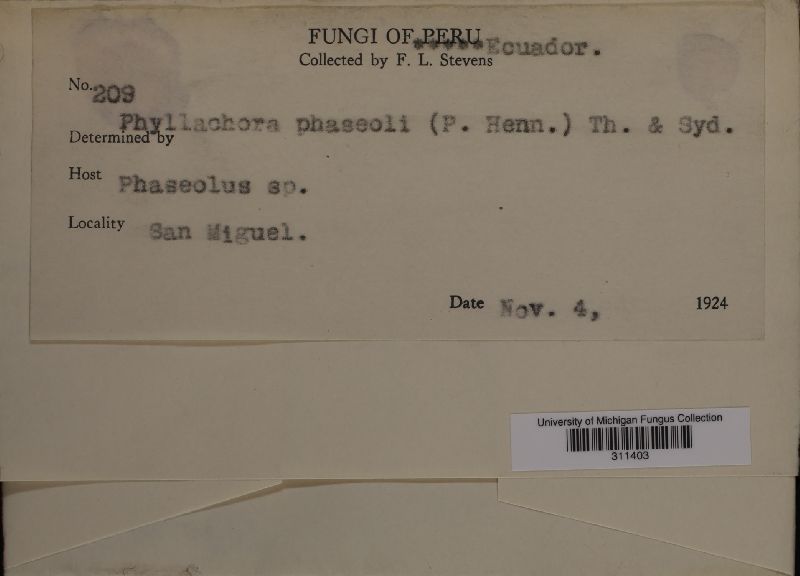 FUNGI OF PERU *****Ecuador.
Collected by F. L. Stevens
No. 209
Phyllachora phaseoli (P. Henn.) Th. & Syd.
Determined by
Host Phaseolus sp.
Locality San Miguel.
Date Nov. 4, 1924
University of Michigan Fungus Collection
311403